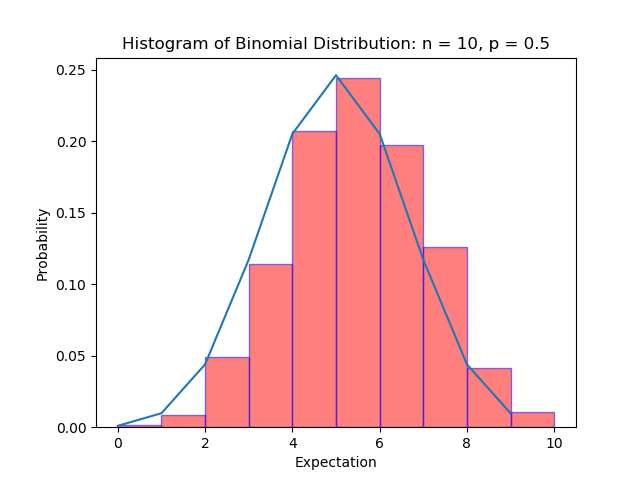 Histogram of Binomial Distribution: n = 10, p = 0.5
0.25
0.20
0.15
0.10
0.05
0.00
Probability
0 2 4 6 8 10
Expectation